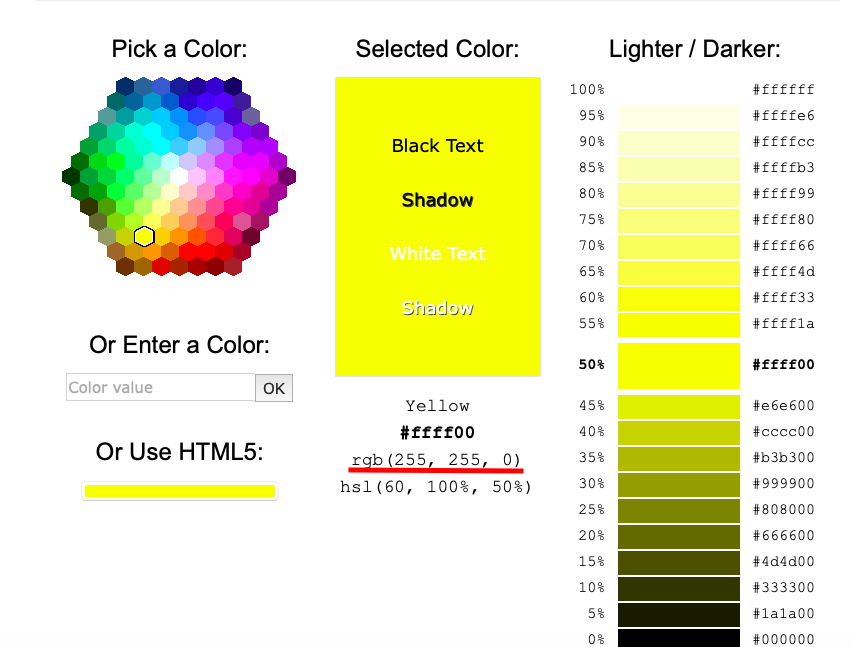 Pick a Color:
Or Enter a Color:
Color value OK
Or Use HTML5:
Selected Color:
Black Text
Shadow
White Text
Shadow
Yellow
#ffff00
rgb(255, 255, 0)
hsl(60, 100%, 50%)
Lighter / Darker:
100% #ffffff
95% #ffffe6
90% #ffffcc
85% #ffffb3
80% #ffff99
75% #ffff80
70% #ffff66
65% #ffff4d
60% #ffff33
55% #ffff1a
50% #ffff00
45% #e6e600
40% #cccc00
35% #b3b300
30% #999900
25% #808000
20% #666600
15% #4d4d00
10% #333300
5% #1a1a00
0% #000000